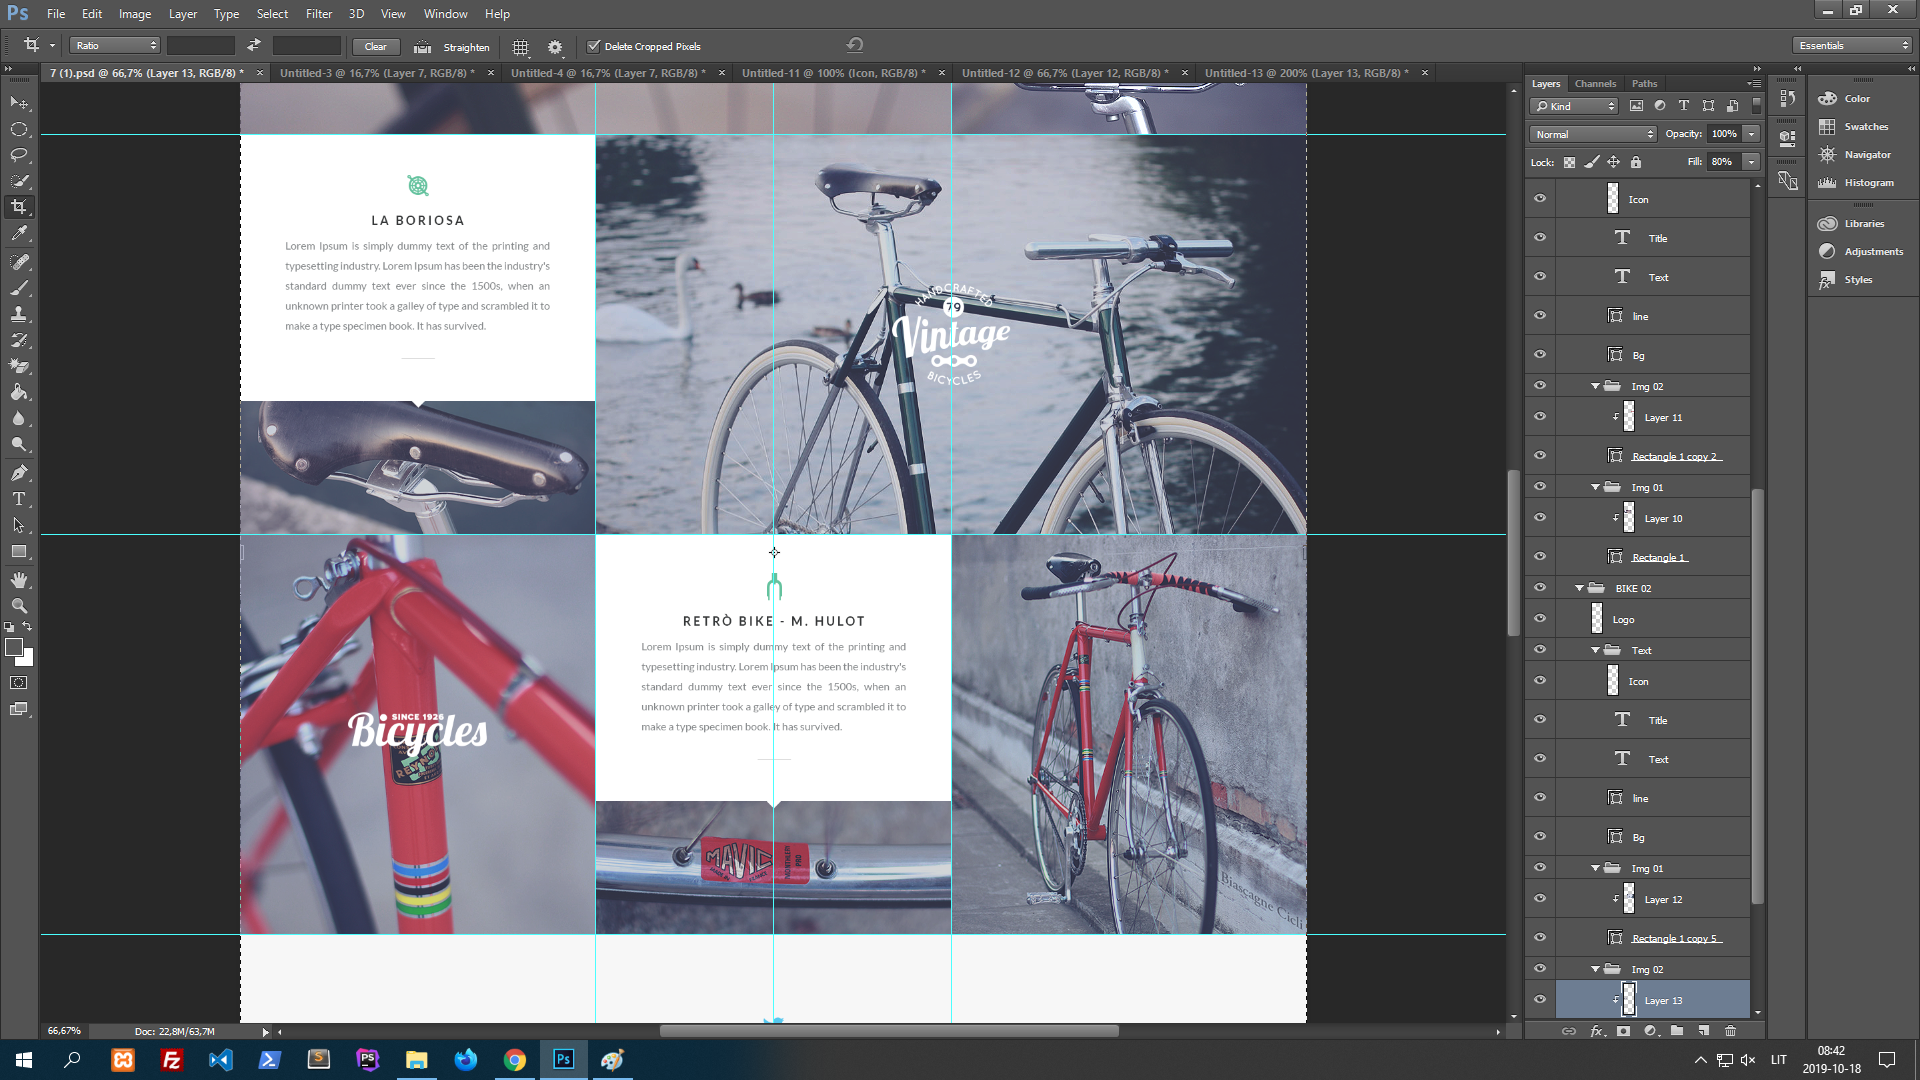 Ps File Edit Image Layer Type Select Filter 3D View Window Help
Ratio Clear Straighten Delete Cropped Pixels Essentials
7 (1).psd @ 66,7% (Layer 13, RGB/8) * × Untitled-3 @ 16,7% (Layer 7, RGB/8) * × Untitled-4 @ 16,7% (Layer 7, RGB/8) * × Untitled-11 @ 100% (Icon, RGB/8) * × Untitled-12 @ 66,7% (Layer 12, RGB/8) * × Untitled-13 @ 200% (Layer 13, RGB/8) * ×
LA BORIOSA
Lorem Ipsum is simply dummy text of the printing and
typesetting industry. Lorem Ipsum has been the industry's
standard dummy text ever since the 1500s, when an
unknown printer took a galley of type and scrambled it to
make a type specimen book. It has survived.
HANDCRAFTED
79
Vintage
BICYCLES
SINCE 1926
Bicycles
RETRÒ BIKE - M. HULOT
Lorem Ipsum is simply dummy text of the printing and
typesetting industry. Lorem Ipsum has been the industry's
standard dummy text ever since the 1500s, when an
unknown printer took a galley of type and scrambled it to
make a type specimen book. It has survived.
MAVIC
PRO
Biascagne Cicli
Layers Channels Paths
Kind
Normal Opacity: 100%
Lock: Fill: 80%
Icon
Title
Text
line
Bg
Img 02
Layer 11
Rectangle 1 copy 2
Img 01
Layer 10
Rectangle 1
BIKE 02
Logo
Text
Icon
Title
Text
line
Bg
Img 01
Layer 12
Rectangle 1 copy 5
Img 02
Layer 13
Color
Swatches
Navigator
Histogram
Libraries
Adjustments
Styles
66,67% Doc: 22,8M/63,7M
LIT
08:42
2019-10-18